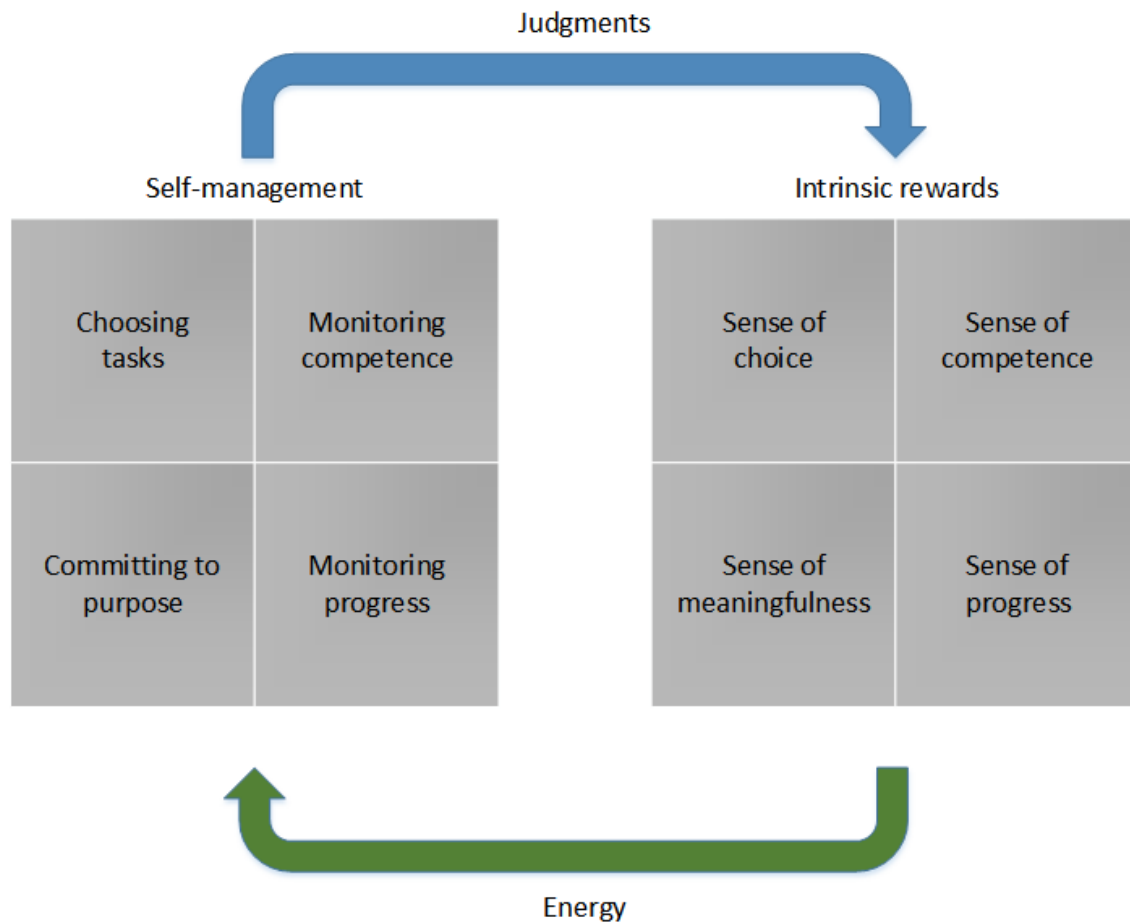 Judgments
Self-management
Intrinsic rewards
Choosing
tasks
Monitoring
competence
Sense of
choice
Sense of
competence
Committing to
purpose
Monitoring
progress
Sense of
meaningfulness
Sense of
progress
Energy